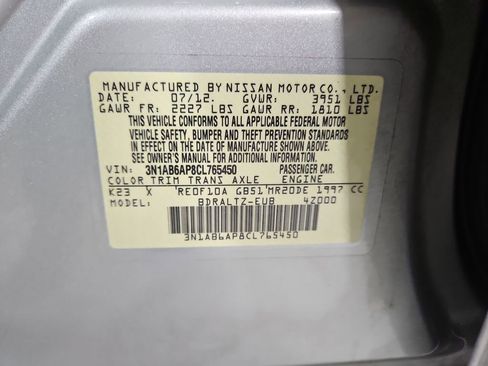 MANUFACTURED BY NISSAN MOTOR CO., LTD.
DATE: 07/12. GVWR: 3951 LBS
GAWR FR: 2227 LBS GAWR RR: 1810 LBS
THIS VEHICLE CONFORMS TO ALL APPLICABLE FEDERAL MOTOR
VEHICLE SAFETY, BUMPER AND THEFT PREVENTION STANDARDS
IN EFFECT ON THE DATE OF MANUFACTURE SHOWN ABOVE.
SEE OWNER'S MANUAL FOR ADDITIONAL INFORMATION.
VIN: 3N1AB6AP8CL765450 PASSENGER CAR
COLOR TRIM TRANS AXLE ENGINE
K23 X RE0F10A GB51 MR20DE 1997 CC
MODEL: BDRALTZ-EUB 4Z000
3N1AB6AP8CL765450